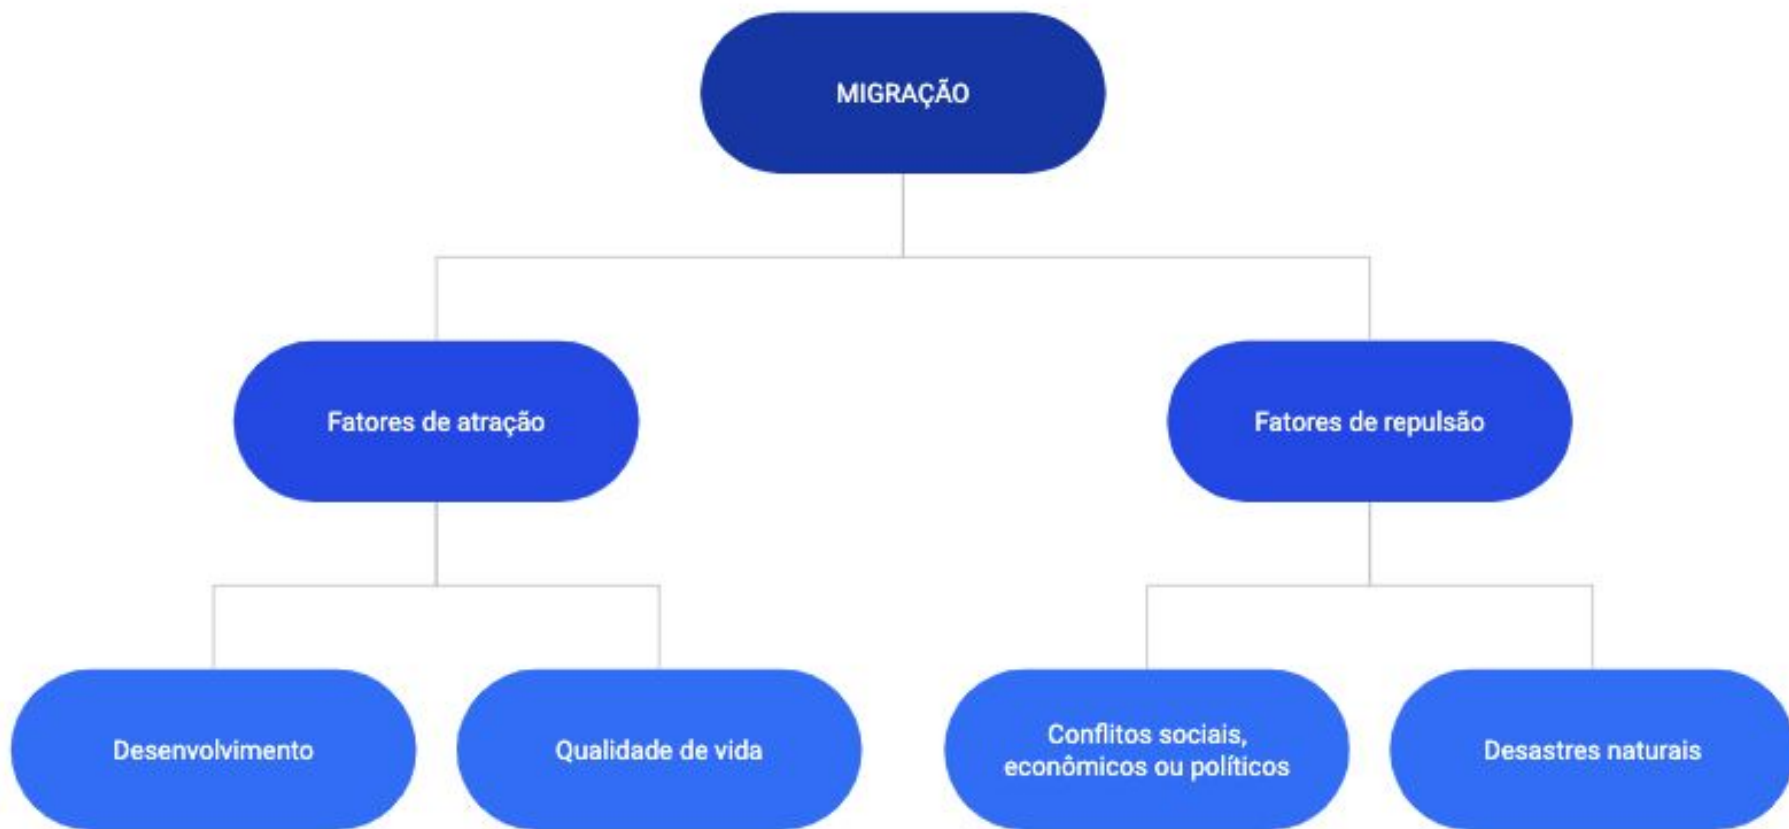 MIGRAÇÃO
Fatores de atração
Fatores de repulsão
Desenvolvimento
Qualidade de vida
Conflitos sociais,
econômicos ou políticos
Desastres naturais